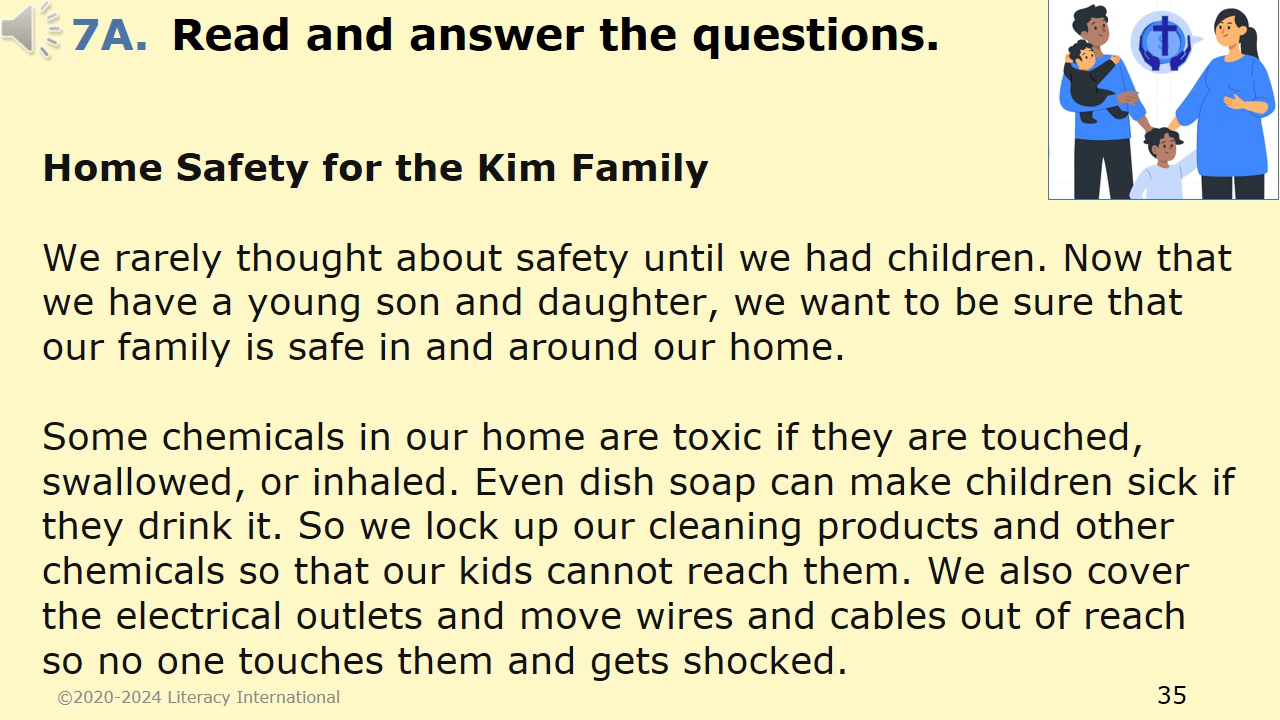 7A. Read and answer the questions.
Home Safety for the Kim Family
We rarely thought about safety until we had children. Now that
we have a young son and daughter, we want to be sure that
our family is safe in and around our home.
Some chemicals in our home are toxic if they are touched,
swallowed, or inhaled. Even dish soap can make children sick if
they drink it. So we lock up our cleaning products and other
chemicals so that our kids cannot reach them. We also cover
the electrical outlets and move wires and cables out of reach
so no one touches them and gets shocked.
©2020-2024 Literacy International
35